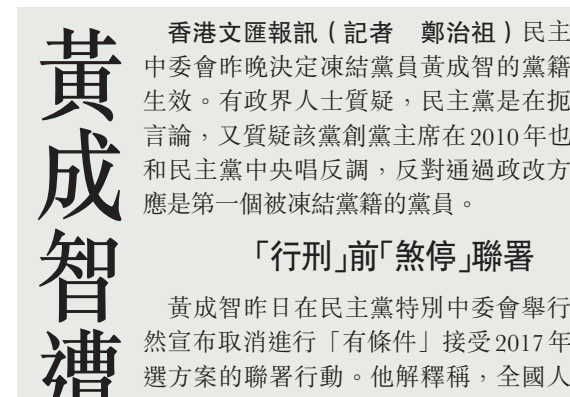 黃成智遭
香港文匯報訊（記者　鄭治祖）民主
中委會昨晚決定凍結黨員黃成智的黨籍
生效。有政界人士質疑，民主黨是在扼
言論，又質疑該黨創黨主席在2010年也
和民主黨中央唱反調，反對通過政改方
應是第一個被凍結黨籍的黨員。
「行刑」前「煞停」聯署
黃成智昨日在民主黨特別中委會舉行
然宣布取消進行「有條件」接受2017年
選方案的聯署行動。他解釋稱，全國人